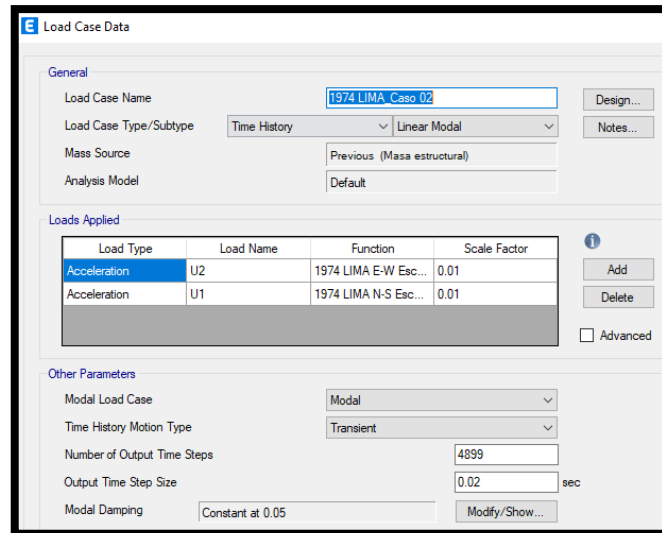 E Load Case Data
General
Load Case Name 1974 LIMA_Caso 02 Design...
Load Case Type/Subtype Time History Linear Modal Notes...
Mass Source Previous (Masa estructural)
Analysis Model Default
Loads Applied
Load Type Load Name Function Scale Factor
Acceleration U2 1974 LIMA E-W Esc... 0.01 Add
Acceleration U1 1974 LIMA N-S Esc... 0.01 Delete
Advanced
Other Parameters
Modal Load Case Modal
Time History Motion Type Transient
Number of Output Time Steps 4899
Output Time Step Size 0.02 sec
Modal Damping Constant at 0.05 Modify/Show...